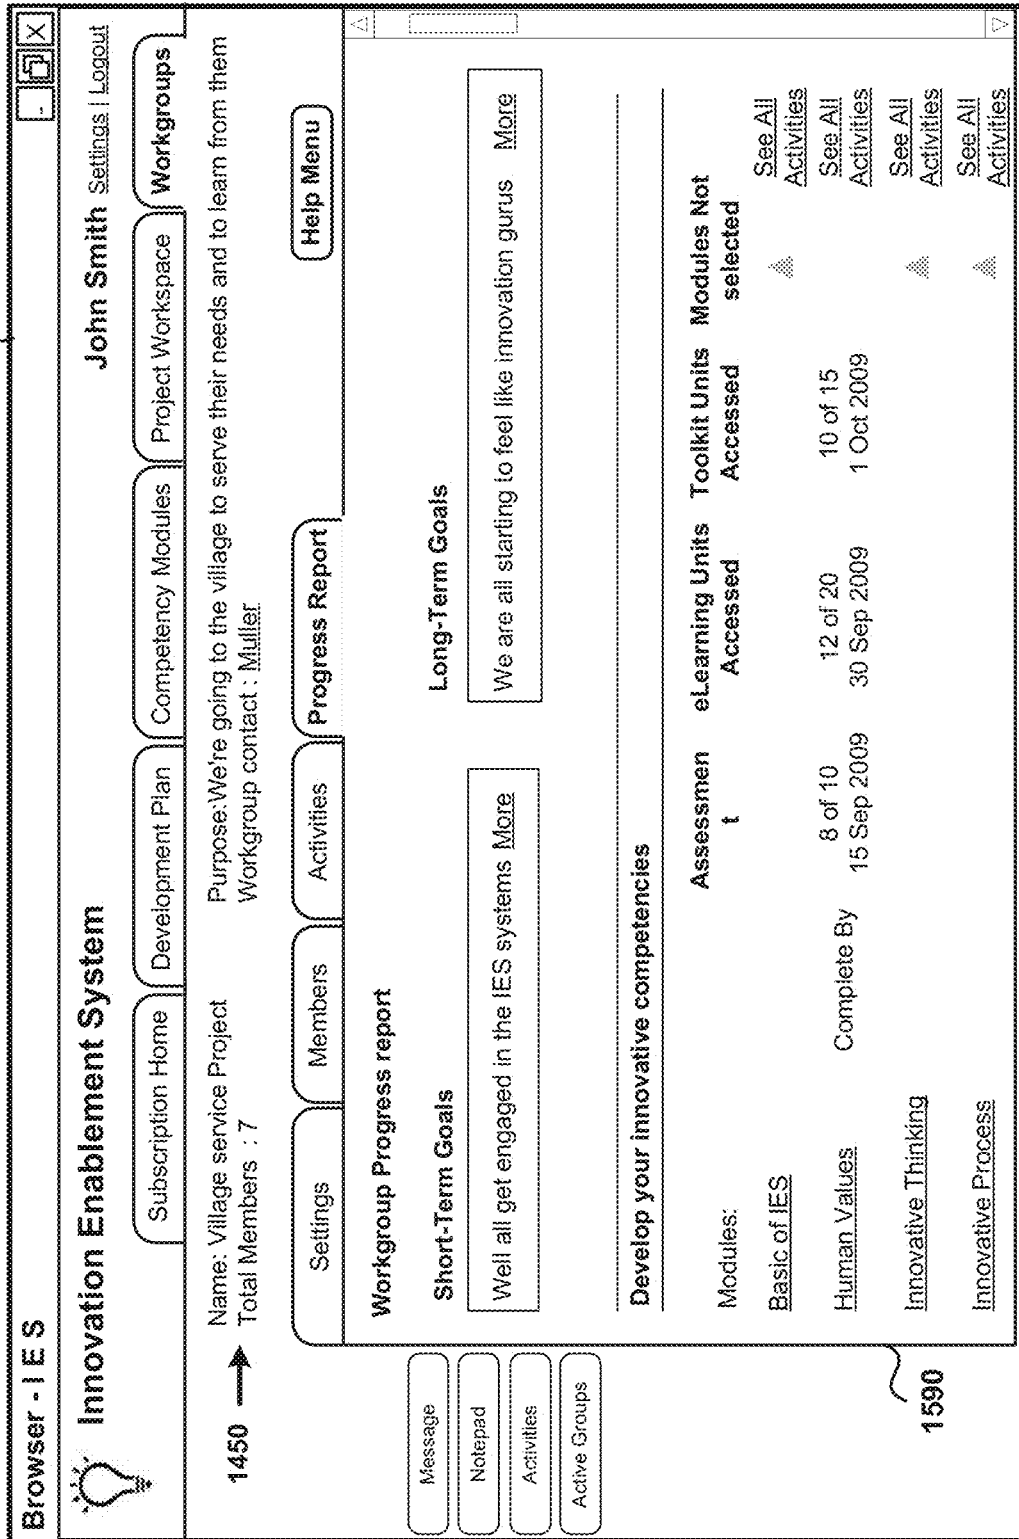 Browser - I E S
Innovation Enablement System
John Smith Settings | Logout
Subscription Home
Development Plan
Competency Modules
Project Workspace
Workgroups
1450
Name: Village service Project
Purpose:We're going to the village to serve their needs and to learn from them
Total Members : 7
Workgroup contact : Muller
Settings
Members
Activities
Progress Report
Help Menu
Message
Notepad
Activities
Active Groups
Workgroup Progress report
Short-Term Goals
Long-Term Goals
Well all get engaged in the IES systems More
We are all starting to feel like innovation gurus More
Develop your innovative competencies
Modules:
Assessmen
t
eLearning Units
Accessed
Toolkit Units
Accessed
Modules Not
selected
Basic of IES
See All
Activities
Human Values
Complete By
8 of 10
15 Sep 2009
12 of 20
30 Sep 2009
10 of 15
1 Oct 2009
See All
Activities
Innovative Thinking
See All
Activities
Innovative Process
See All
Activities
1590